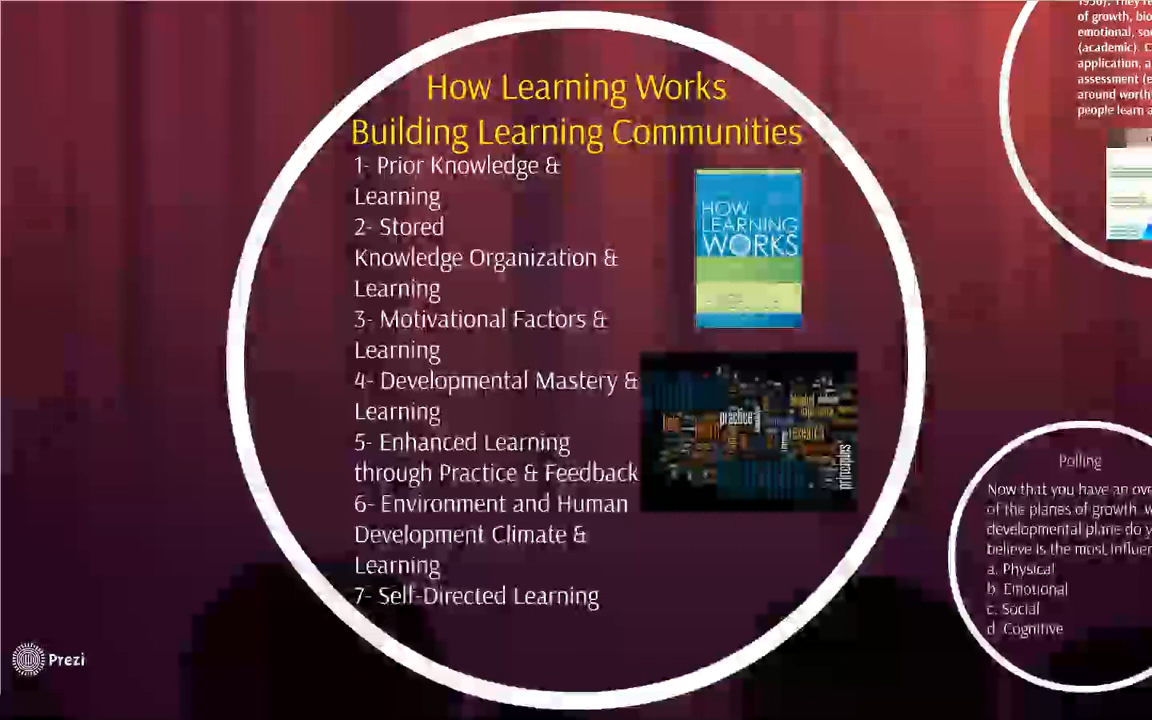 How Learning Works
Building Learning Communities
1- Prior Knowledge &
Learning
2- Stored
Knowledge Organization &
Learning
3- Motivational Factors &
Learning
4- Developmental Mastery &
Learning
5- Enhanced Learning
through Practice & Feedback
6- Environment and Human
Development Climate &
Learning
7- Self-Directed Learning
HOW
LEARNING
WORKS
practice
research
principles
of growth, bio
emotional, so
(academic). C
application, a
assessment (e
around worth
people learn a
Polling
Now that you have an ove
of the planes of growth, w
developmental plane do y
believe is the most influen
a. Physical
b. Emotional
c. Social
d. Cognitive
Prezi